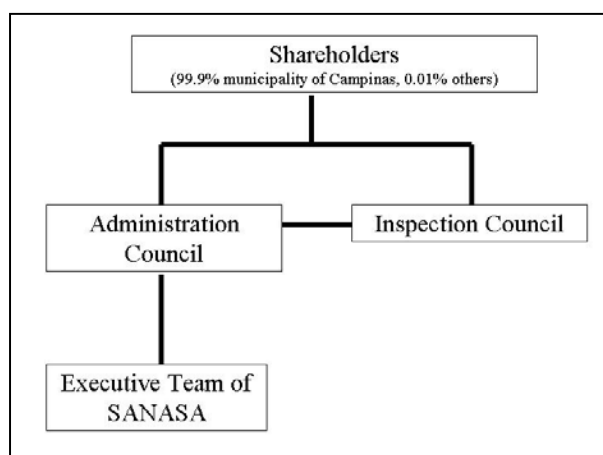 Shareholders
(99.9% municipality of Campinas, 0.01% others)
Administration
Council
Inspection Council
Executive Team of
SANASA